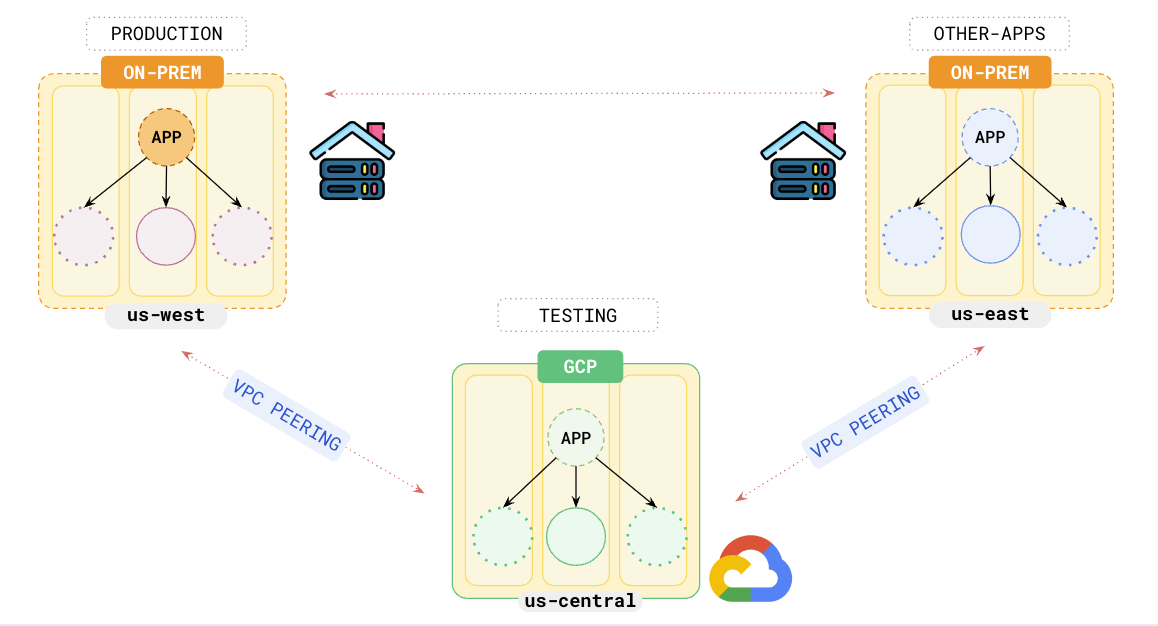 PRODUCTION
ON-PREM
APP
us-west
OTHER-APPS
ON-PREM
APP
us-east
VPC PEERING
VPC PEERING
TESTING
GCP
APP
us-central